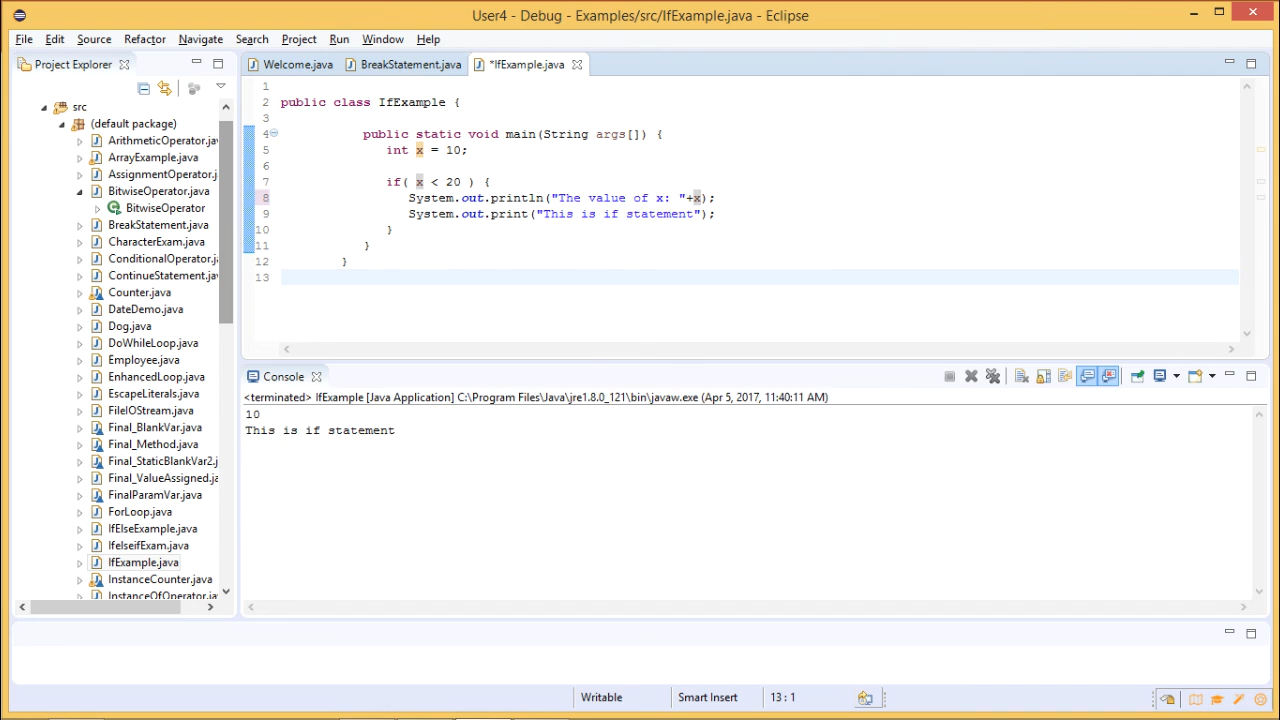 User4 - Debug - Examples/src/IfExample.java - Eclipse
File Edit Source Refactor Navigate Search Project Run Window Help
Project Explorer
src
(default package)
ArithmeticOperator.ja
ArrayExample.java
AssignmentOperator.j
BitwiseOperator.java
BitwiseOperator
BreakStatement.java
CharacterExam.java
ConditionalOperator.j
ContinueStatement.ja
Counter.java
DateDemo.java
Dog.java
DoWhileLoop.java
Employee.java
EnhancedLoop.java
EscapeLiterals.java
FileIOStream.java
Final_BlankVar.java
Final_Method.java
Final_StaticBlankVar2.j
Final_ValueAssigned.j
FinalParamVar.java
ForLoop.java
IfElseExample.java
IfelseifExam.java
IfExample.java
InstanceCounter.java
InstanceOfOperator.ja
Welcome.java BreakStatement.java *IfExample.java
1
2 public class IfExample {
3
4 public static void main(String args[]) {
5 int x = 10;
6
7 if( x < 20 ) {
8 System.out.println("The value of x: "+x);
9 System.out.print("This is if statement");
10 }
11 }
12 }
13
Console
<terminated> IfExample [Java Application] C:\Program Files\Java\jre1.8.0_121\bin\javaw.exe (Apr 5, 2017, 11:40:11 AM)
10
This is if statement
Writable Smart Insert 13 : 1